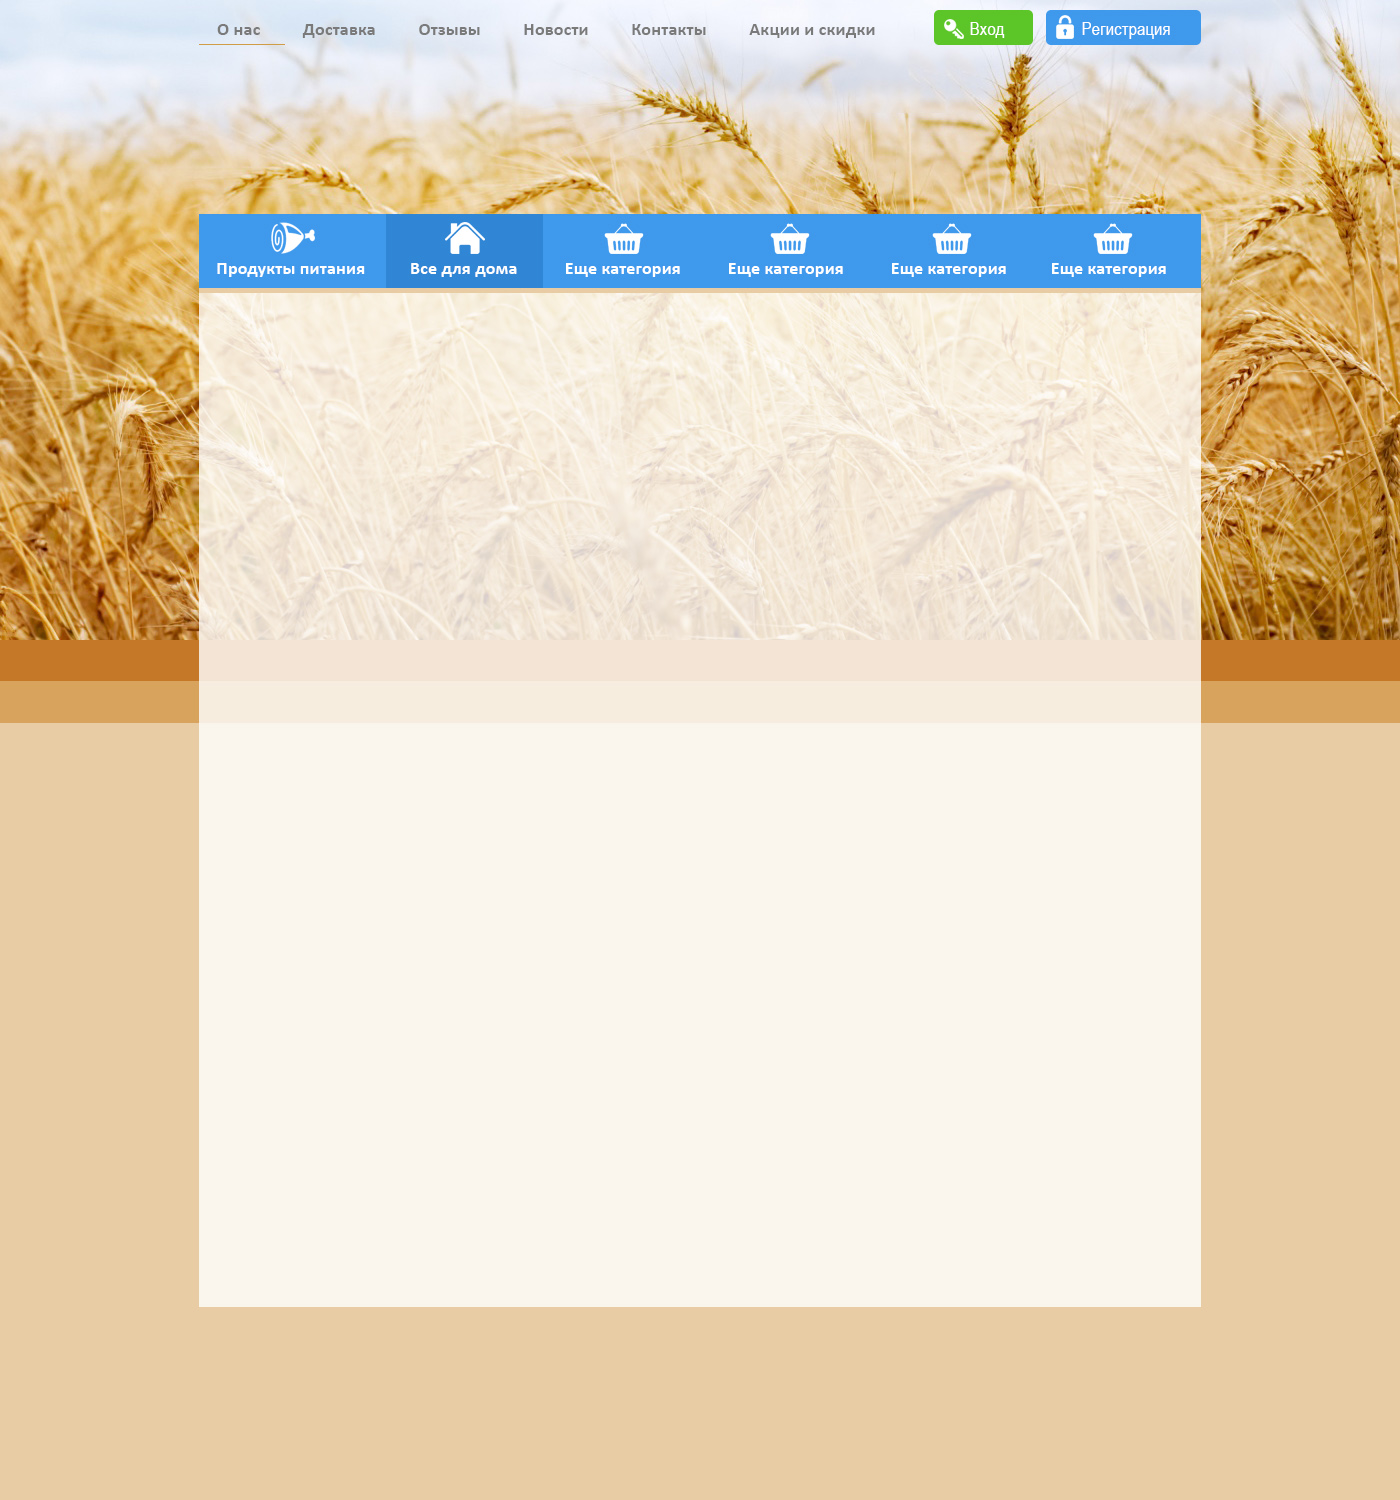 О нас Доставка Отзывы Новости Контакты Акции и скидки Вход Регистрация
Продукты питания Все для дома Еще категория Еще категория Еще категория Еще категория